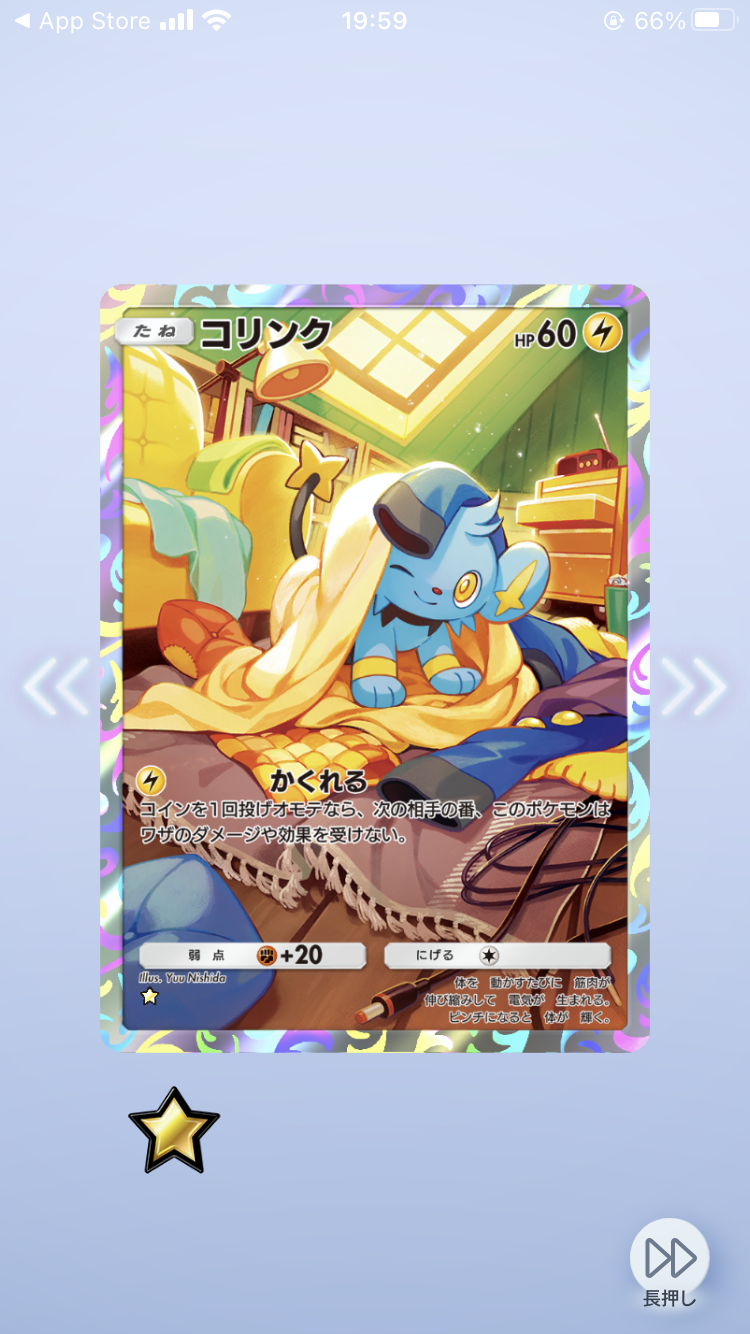 ◀ App Store 19:59 66%
たね コリンク HP60
かくれる
コインを1回投げオモテなら、次の相手の番、このポケモンは
ワザのダメージや効果を受けない。
弱点 +20 にげる
Illus. Yuu Nishida
体を 動かすたびに 筋肉が
伸び縮みして 電気が 生まれる。
ピンチになると 体が 輝く。
長押し